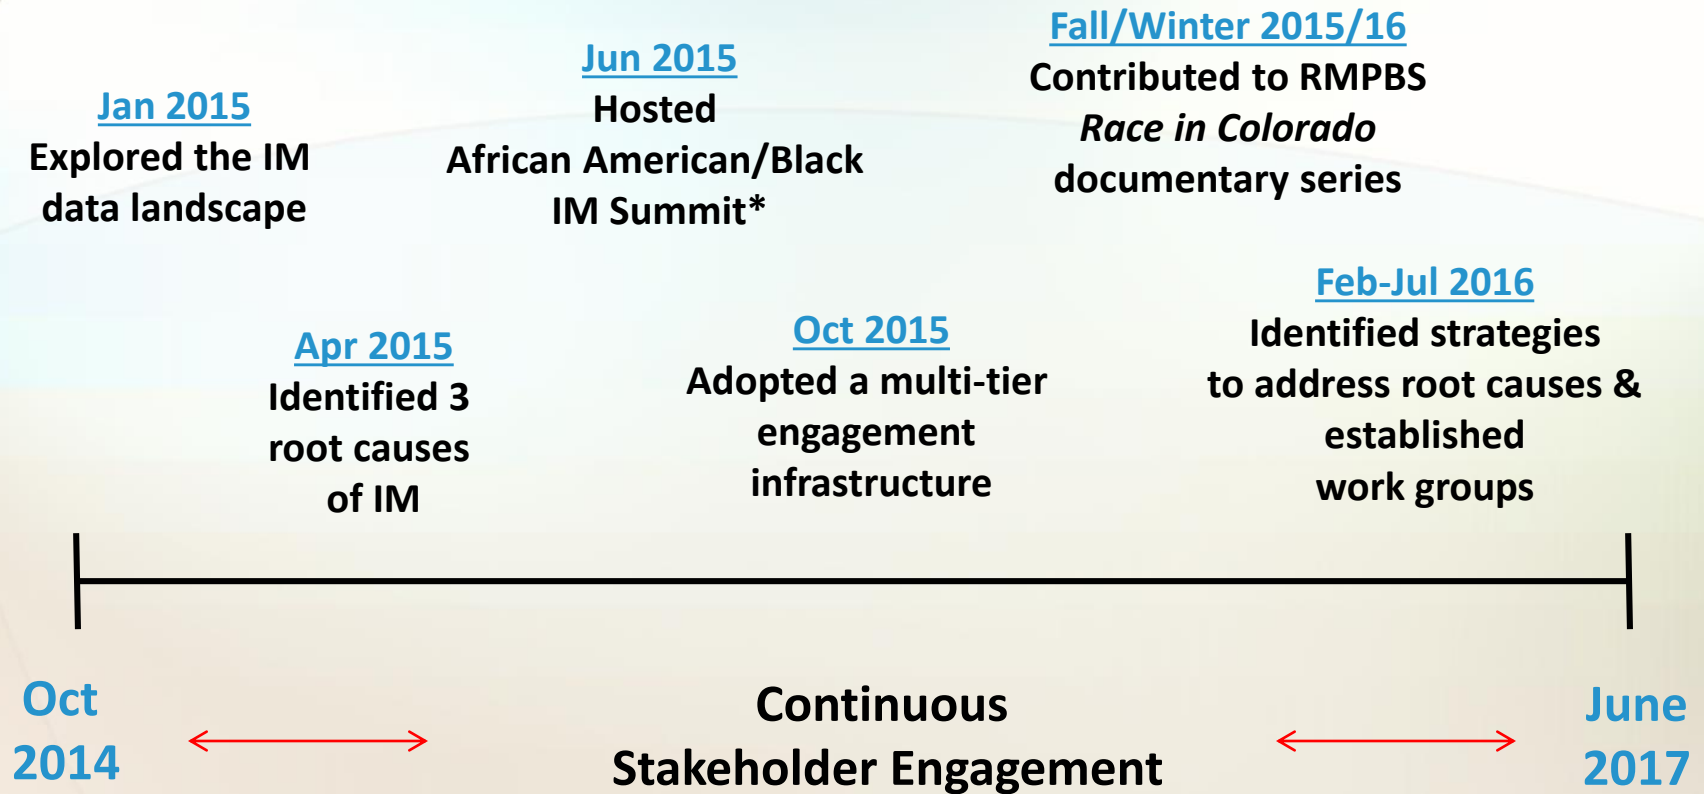 Jan 2015
Explored the IM
data landscape
Apr 2015
Identified 3
root causes
of IM
Jun 2015
Hosted
African American/Black
IM Summit*
Oct 2015
Adopted a multi-tier
engagement
infrastructure
Fall/Winter 2015/16
Contributed to RMPBS
Race in Colorado
documentary series
Feb-Jul 2016
Identified strategies
to address root causes &
established
work groups
Oct
2014
Continuous
Stakeholder Engagement
June
2017